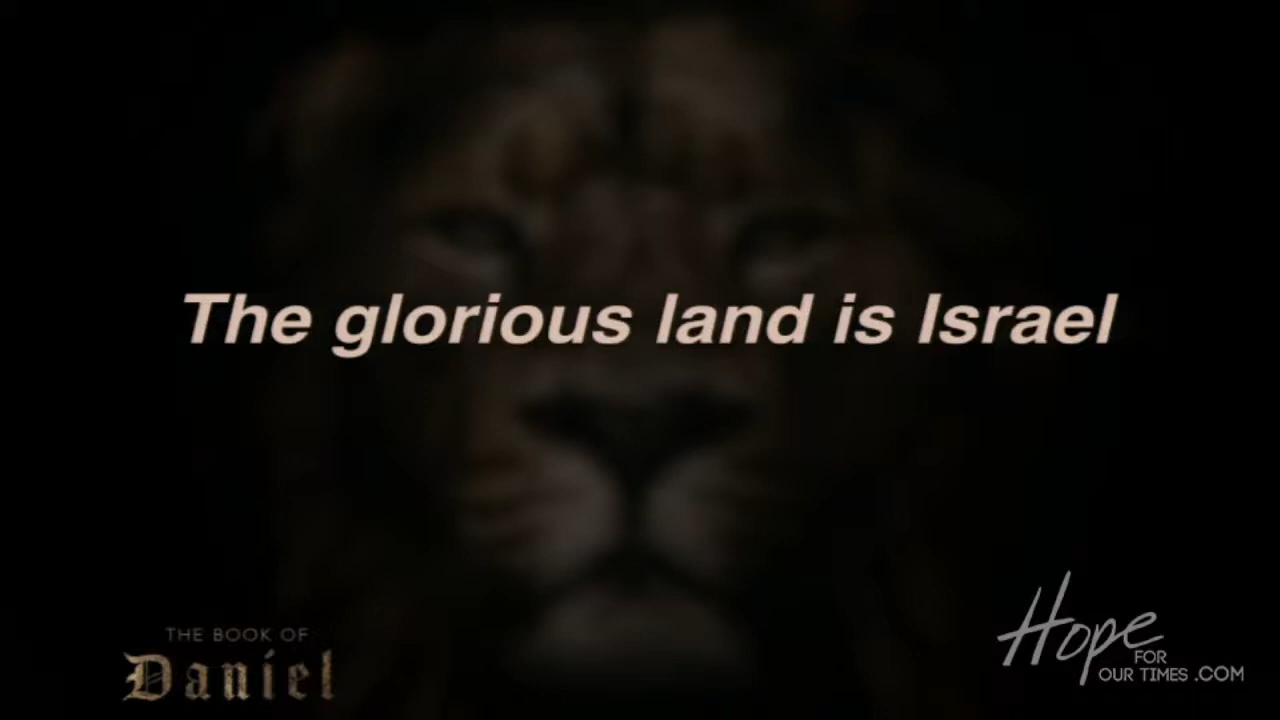 The glorious land is Israel
THE BOOK OF
Daniel
Hope
FOR
OUR TIMES .COM